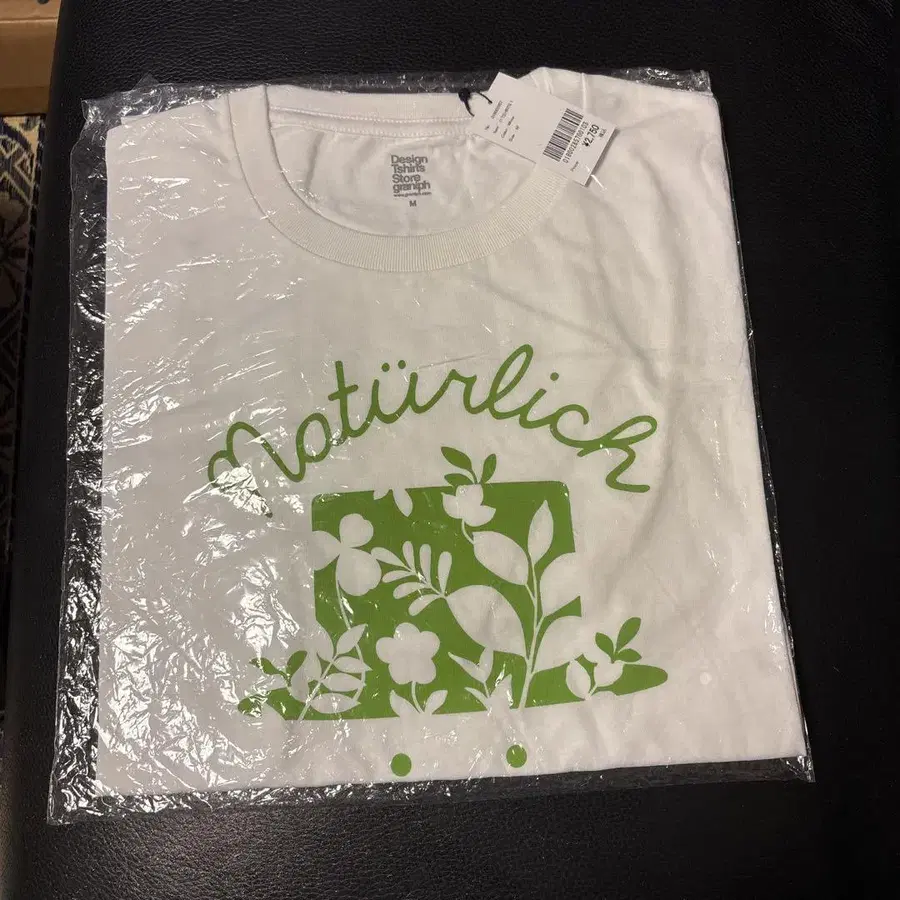 Design
Tshirts
Store
graniph
M
¥2,750
Natürlich